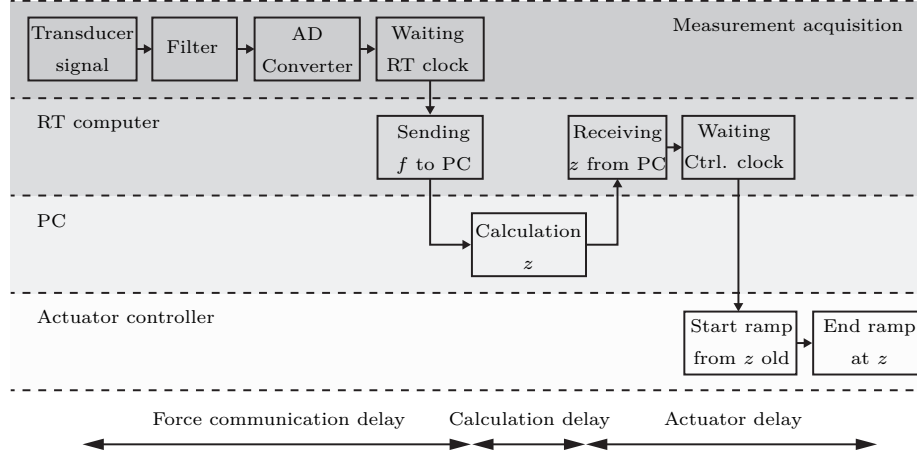 Measurement acquisition
Transducer
signal
Filter
AD
Converter
Waiting
RT clock
RT computer
Sending
f to PC
Receiving
z from PC
Waiting
Ctrl. clock
PC
Calculation
z
Actuator controller
Start ramp
from z old
End ramp
at z
Force communication delay
Calculation delay
Actuator delay